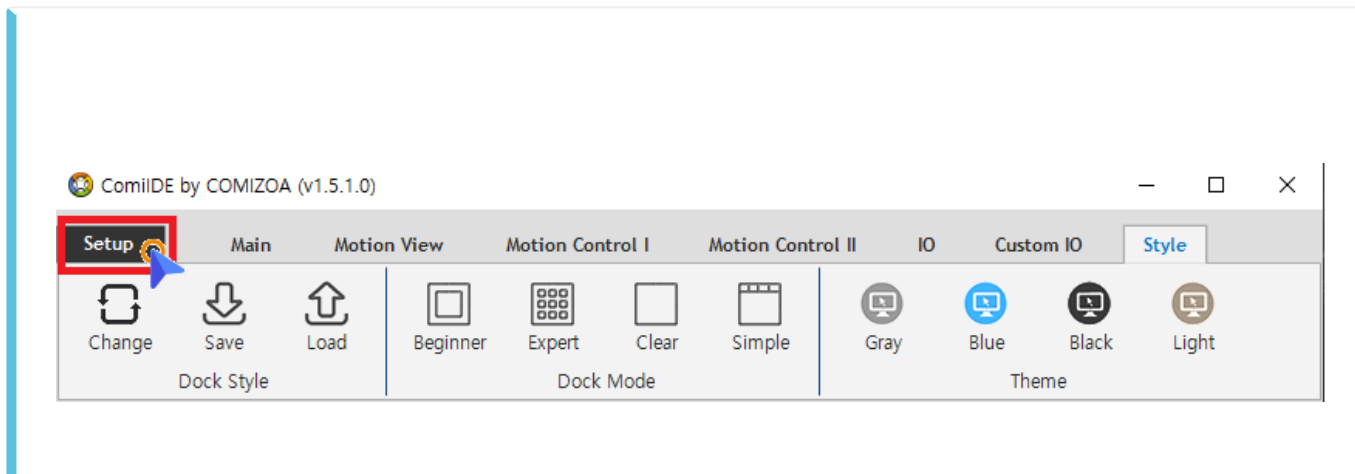 ComiIDE by COMIZOA (v1.5.1.0)
Setup Main Motion View Motion Control I Motion Control II IO Custom IO Style
Change Save Load Beginner Expert Clear Simple Gray Blue Black Light
Dock Style Dock Mode Theme